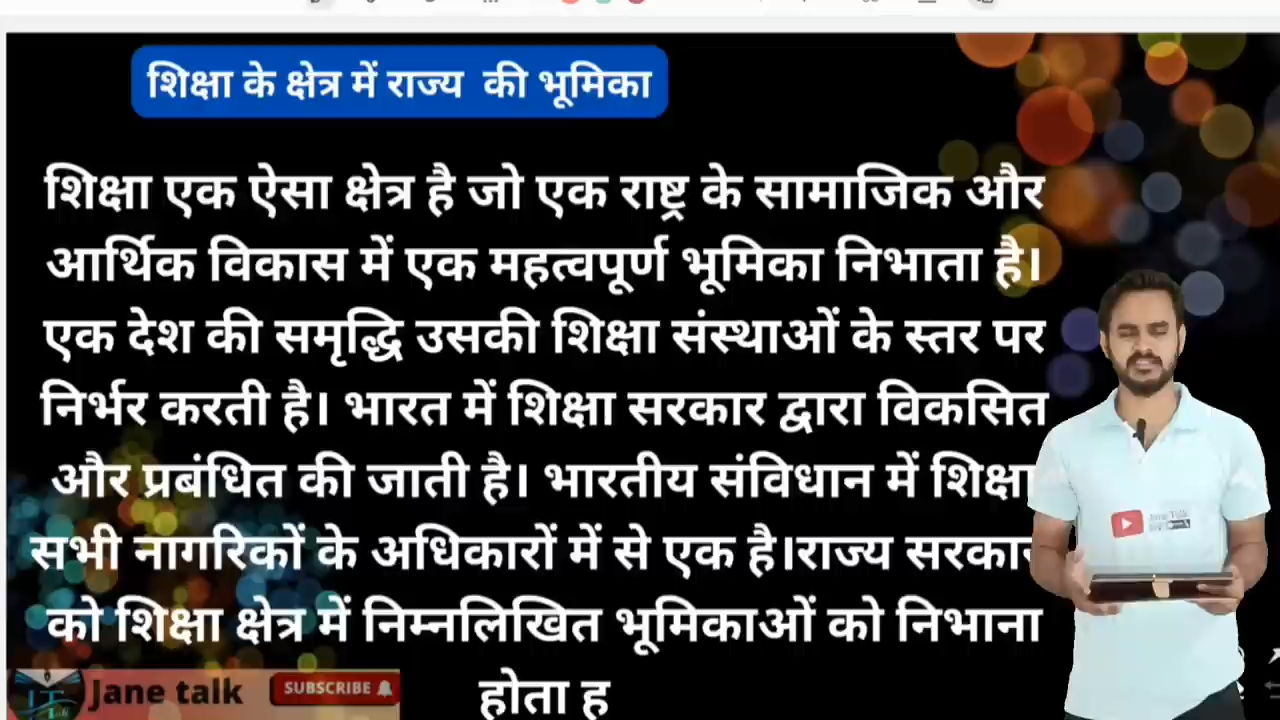 शिक्षा के क्षेत्र में राज्य की भूमिका
शिक्षा एक ऐसा क्षेत्र है जो एक राष्ट्र के सामाजिक और
आर्थिक विकास में एक महत्वपूर्ण भूमिका निभाता है।
एक देश की समृद्धि उसकी शिक्षा संस्थाओं के स्तर पर
निर्भर करती है। भारत में शिक्षा सरकार द्वारा विकसित
और प्रबंधित की जाती है। भारतीय संविधान में शिक्षा
सभी नागरिकों के अधिकारों में से एक है।राज्य सरकार
को शिक्षा क्षेत्र में निम्नलिखित भूमिकाओं को निभाना
होता ह
Jane talk
SUBSCRIBE